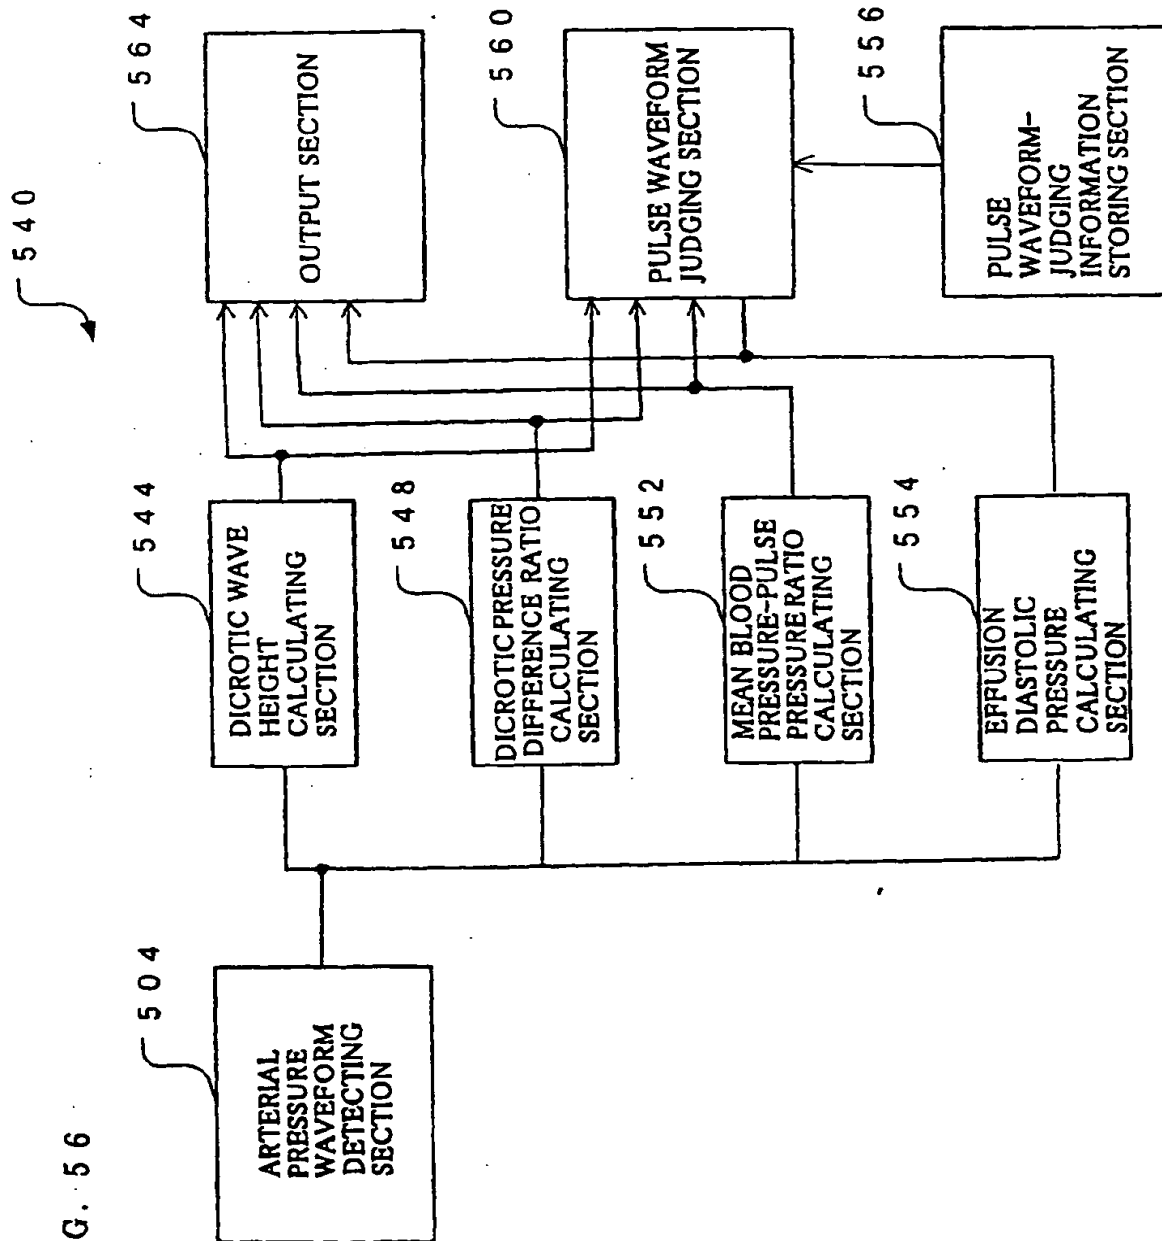 G. 56
540
504
ARTERIAL
PRESSURE
WAVEFORM
DETECTING
SECTION
544
DICROTIC WAVE
HEIGHT
CALCULATING
SECTION
548
DICROTIC PRESSURE
DIFFERENCE RATIO
CALCULATING
SECTION
552
MEAN BLOOD
PRESSURE-PULSE
PRESSURE RATIO
CALCULATING
SECTION
554
EFFUSION
DIASTOLIC
PRESSURE
CALCULATING
SECTION
564
OUTPUT SECTION
560
PULSE WAVEFORM
JUDGING SECTION
556
PULSE
WAVEFORM-
JUDGING
INFORMATION
STORING SECTION